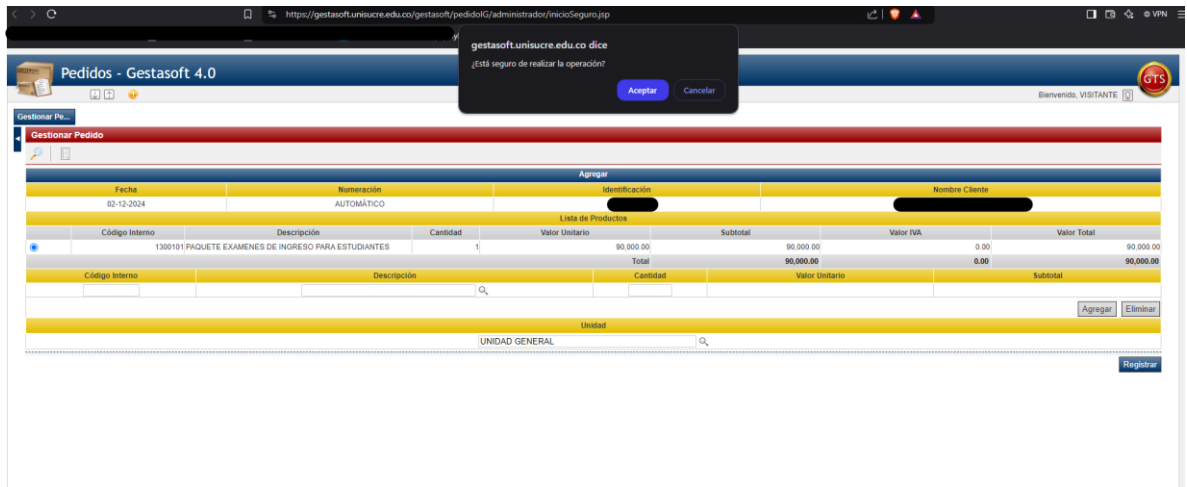 https://gestasoft.unisucre.edu.co/gestasoft/pedidoIG/administrador/inicioSeguro.jsp
VPN
gestasoft.unisucre.edu.co dice
¿Está seguro de realizar la operación?
Aceptar Cancelar
Pedidos - Gestasoft 4.0
GTS
Bienvenido, VISITANTE
Gestionar Pe...
Gestionar Pedido
Agregar
Fecha Numeración Identificación Nombre Cliente
02-12-2024 AUTOMÁTICO
Lista de Productos
Código Interno Descripción Cantidad Valor Unitario Subtotal Valor IVA Valor Total
1300101 PAQUETE EXAMENES DE INGRESO PARA ESTUDIANTES 1 90,000.00 90,000.00 0.00 90,000.00
Total 90,000.00 0.00 90,000.00
Código Interno Descripción Cantidad Valor Unitario Subtotal
Agregar Eliminar
Unidad
UNIDAD GENERAL
Registrar